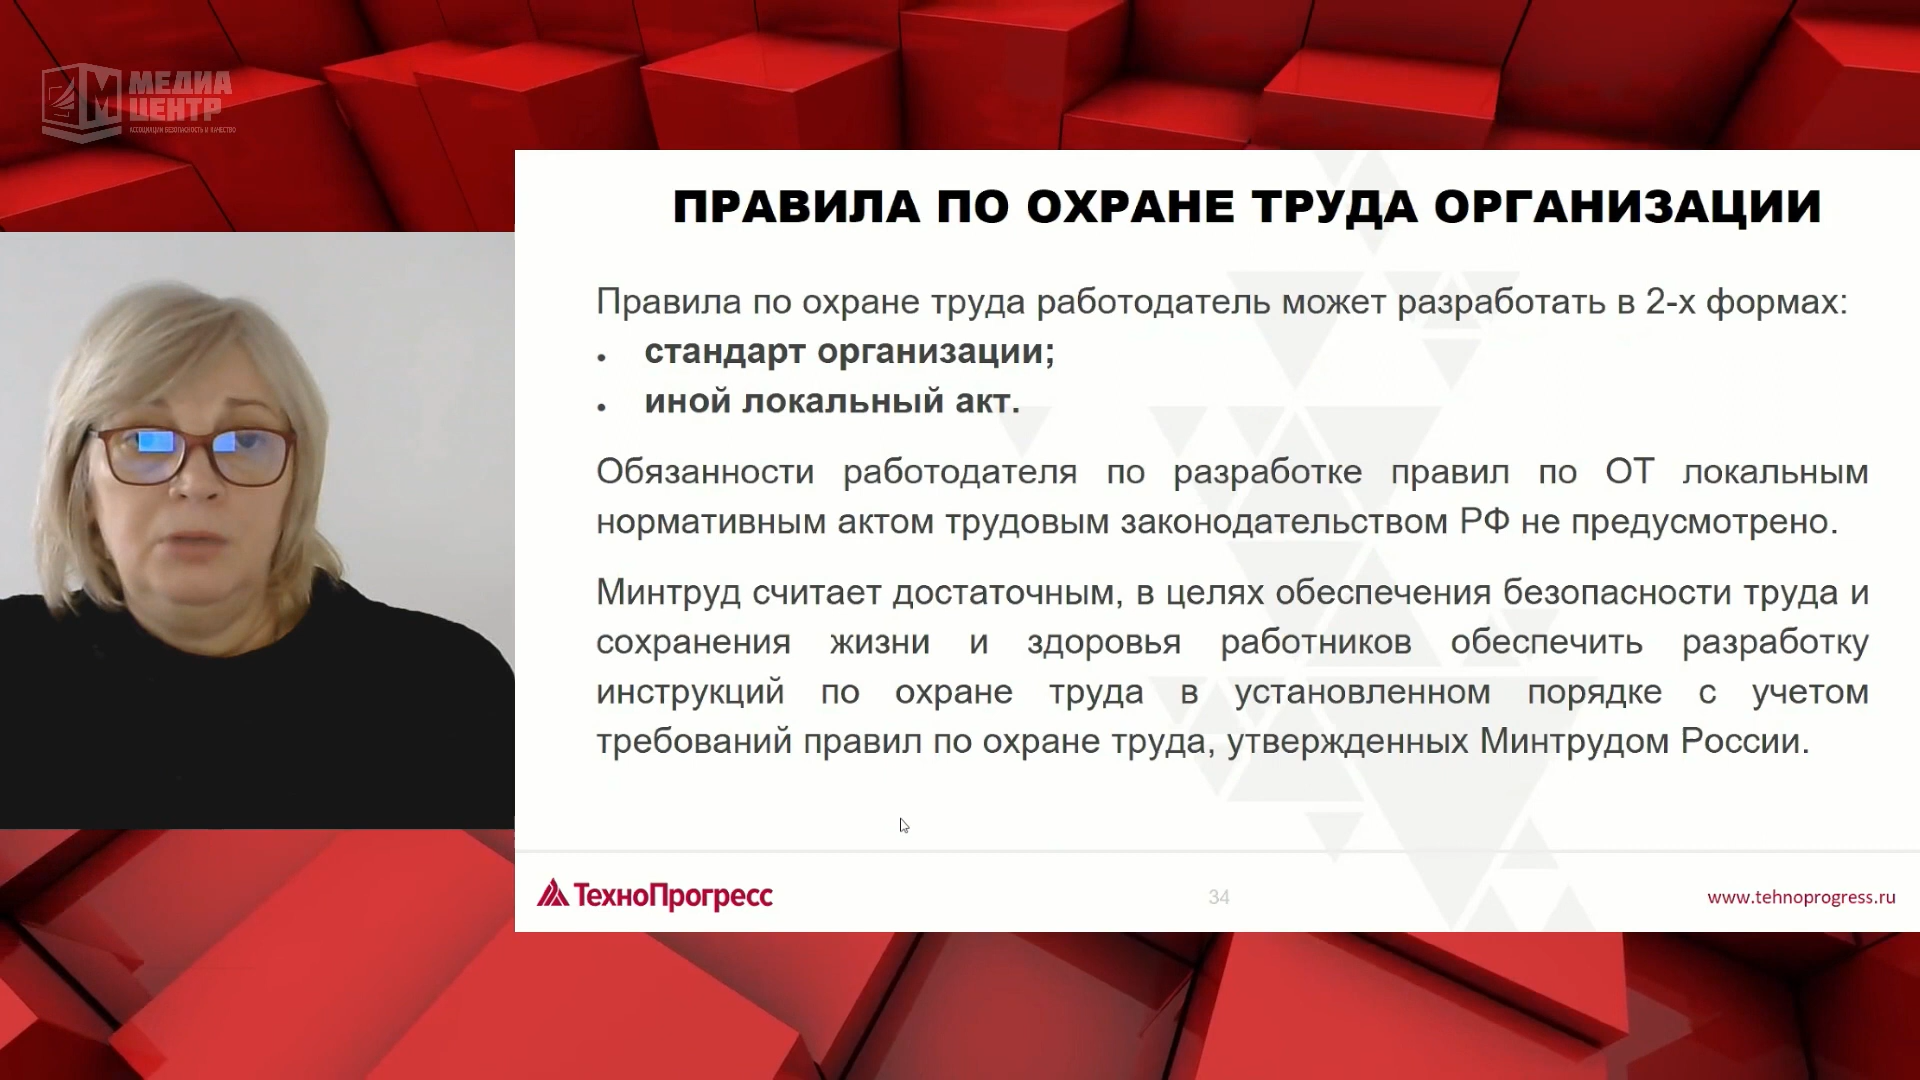 МЕДИА
ЦЕНТР
АССОЦИАЦИИ БЕЗОПАСНОСТЬ И КАЧЕСТВО
ПРАВИЛА ПО ОХРАНЕ ТРУДА ОРГАНИЗАЦИИ
Правила по охране труда работодатель может разработать в 2-х формах:
• стандарт организации;
• иной локальный акт.
Обязанности работодателя по разработке правил по ОТ локальным
нормативным актом трудовым законодательством РФ не предусмотрено.
Минтруд считает достаточным, в целях обеспечения безопасности труда и
сохранения жизни и здоровья работников обеспечить разработку
инструкций по охране труда в установленном порядке с учетом
требований правил по охране труда, утвержденных Минтрудом России.
ТехноПрогресс
34
www.tehnoprogress.ru